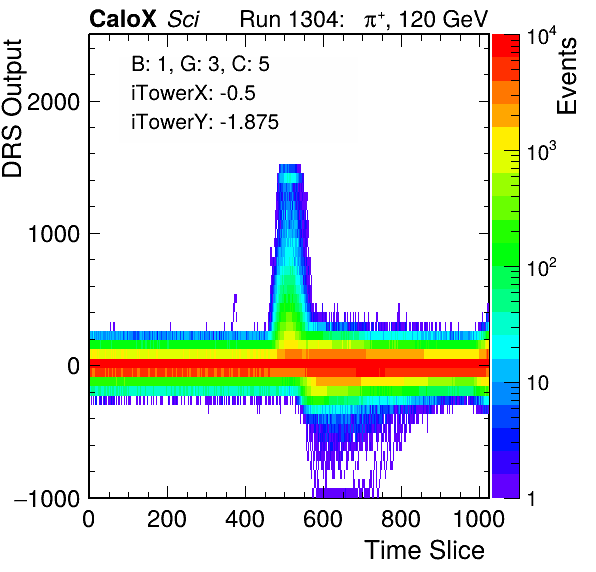 CaloX Sci Run 1304: π⁺, 120 GeV
B: 1, G: 3, C: 5
iTowerX: -0.5
iTowerY: -1.875
DRS Output
2000
1000
0
−1000
0 200 400 600 800 1000
Time Slice
Events
10⁴
10³
10²
10
1